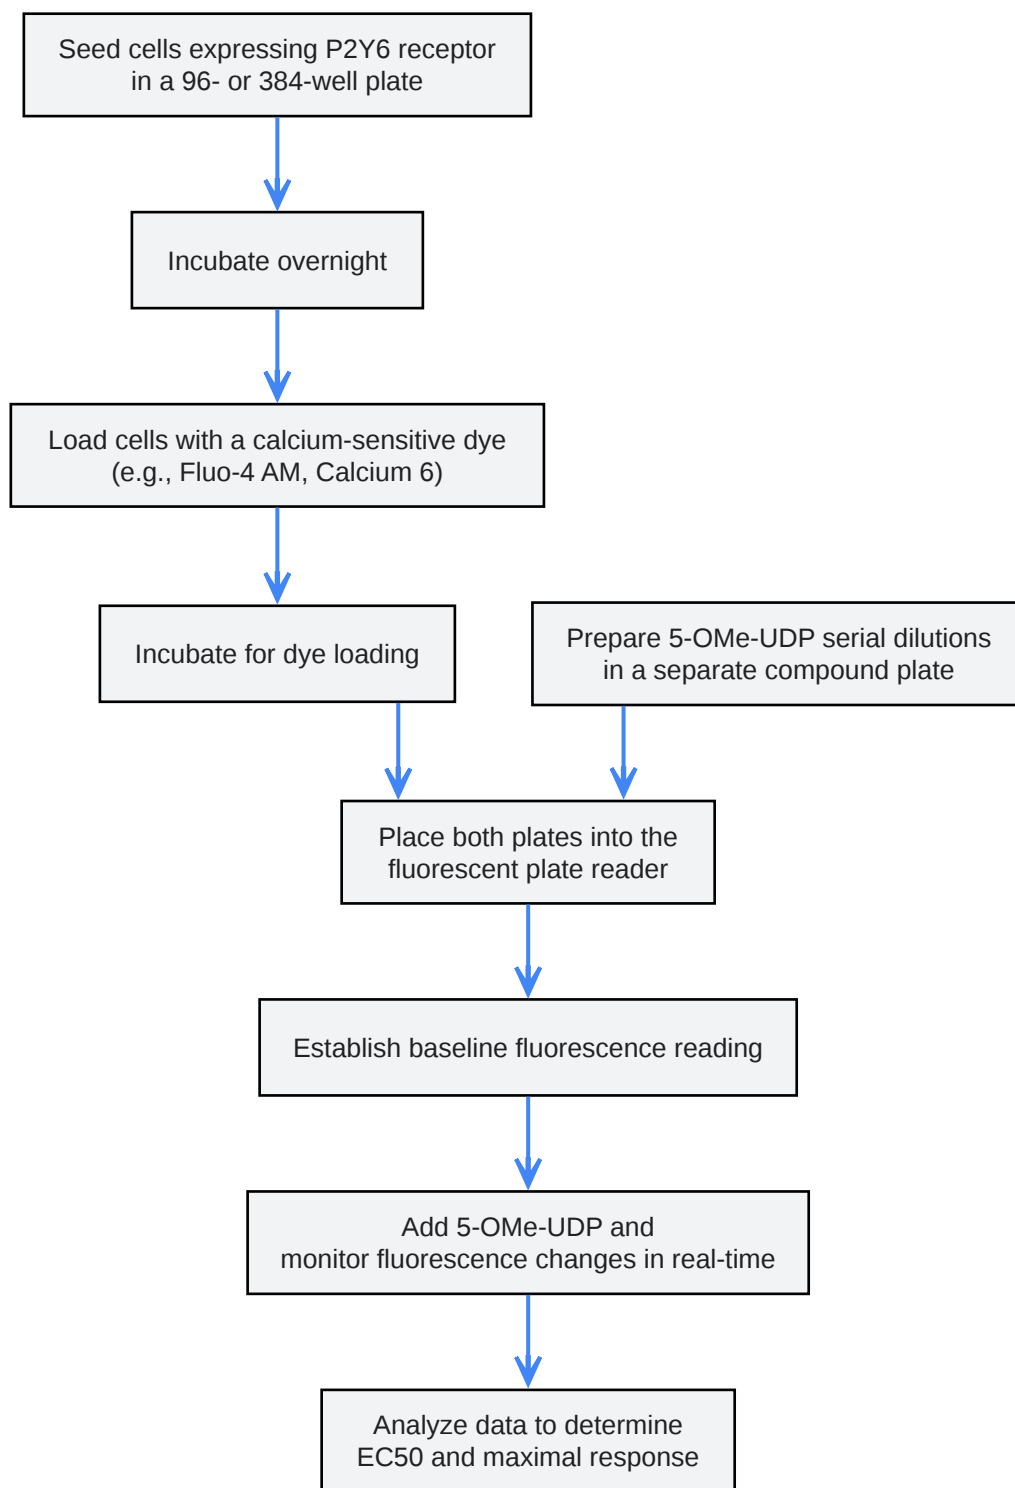 Seed cells expressing P2Y6 receptor
in a 96- or 384-well plate
Incubate overnight
Load cells with a calcium-sensitive dye
(e.g., Fluo-4 AM, Calcium 6)
Incubate for dye loading
Prepare 5-OMe-UDP serial dilutions
in a separate compound plate
Place both plates into the
fluorescent plate reader
Establish baseline fluorescence reading
Add 5-OMe-UDP and
monitor fluorescence changes in real-time
Analyze data to determine
EC50 and maximal response